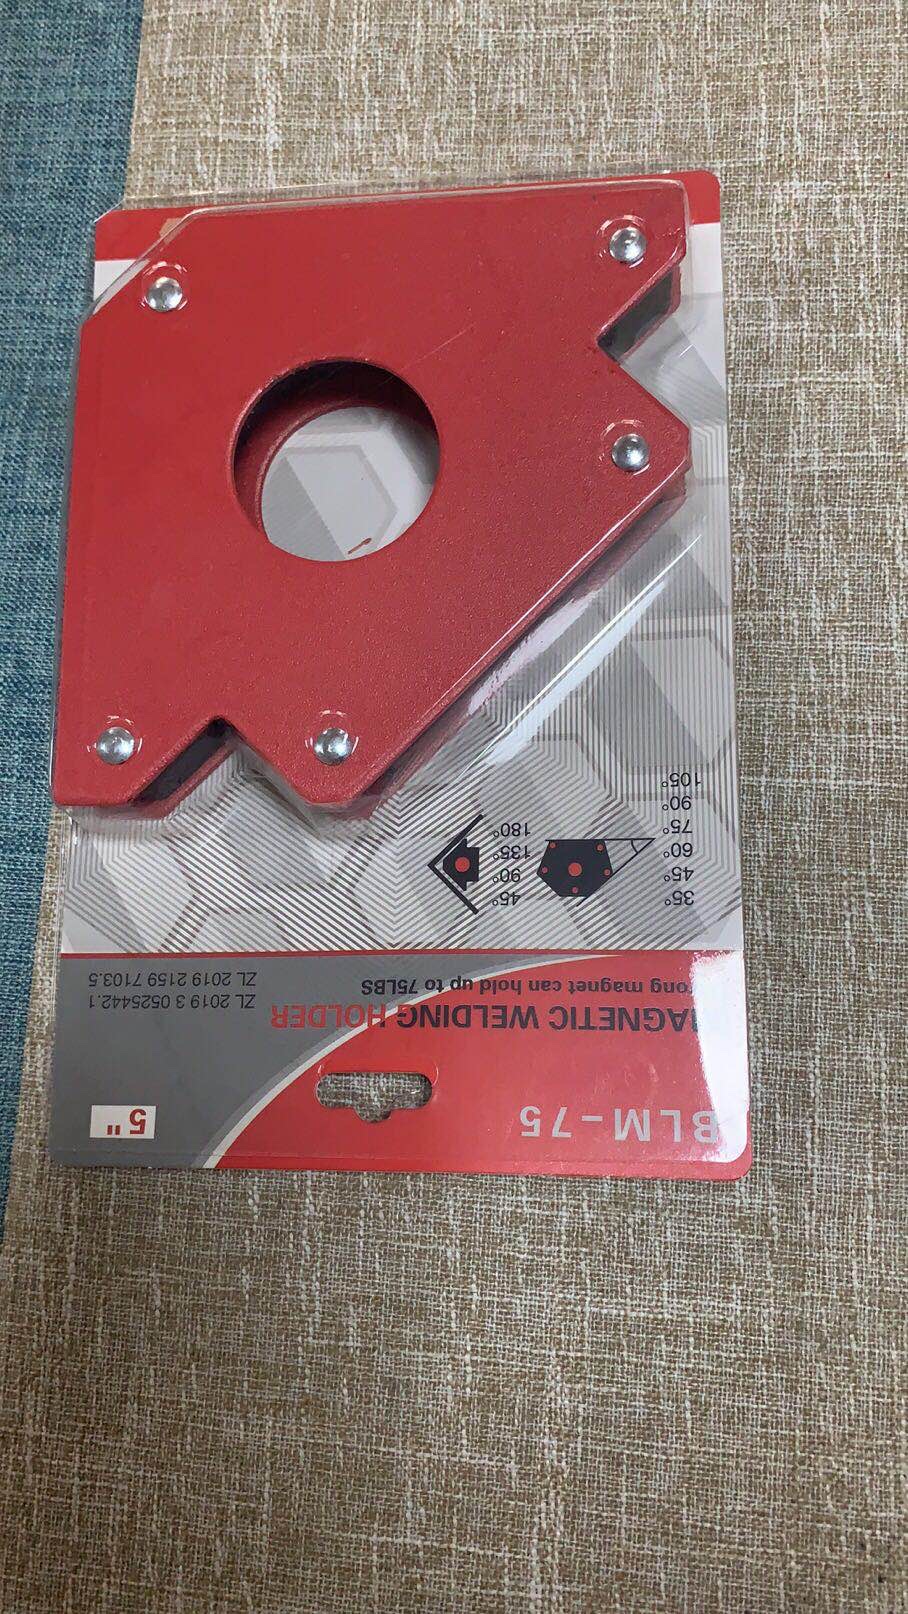 BLM-75
5"
MAGNETIC WELDING HOLDER
ZL 2019 3 0525442.1
magnet can hold up to 75LBS
ZL 2019 2159 7103.5
35°
45°
60°
75°
90°
105°
45°
90°
135°
180°